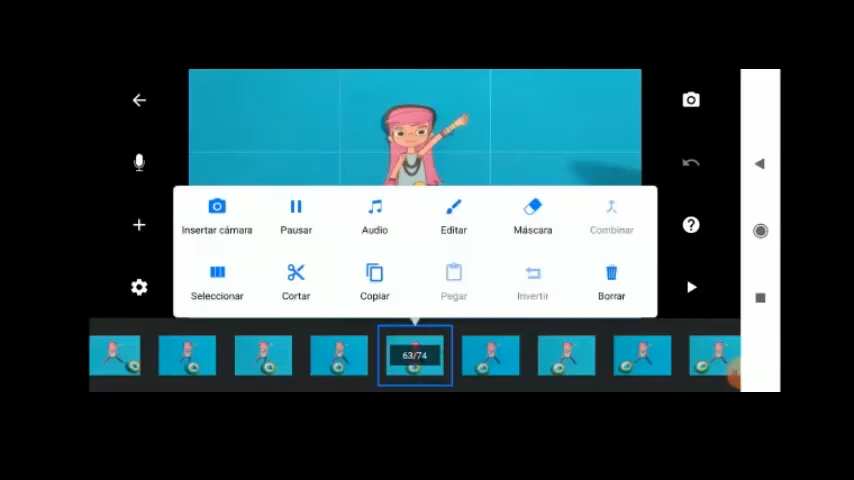 Insertar cámara Pausar Audio Editar Máscara Combinar
Seleccionar Cortar Copiar Pegar Invertir Borrar
63/74